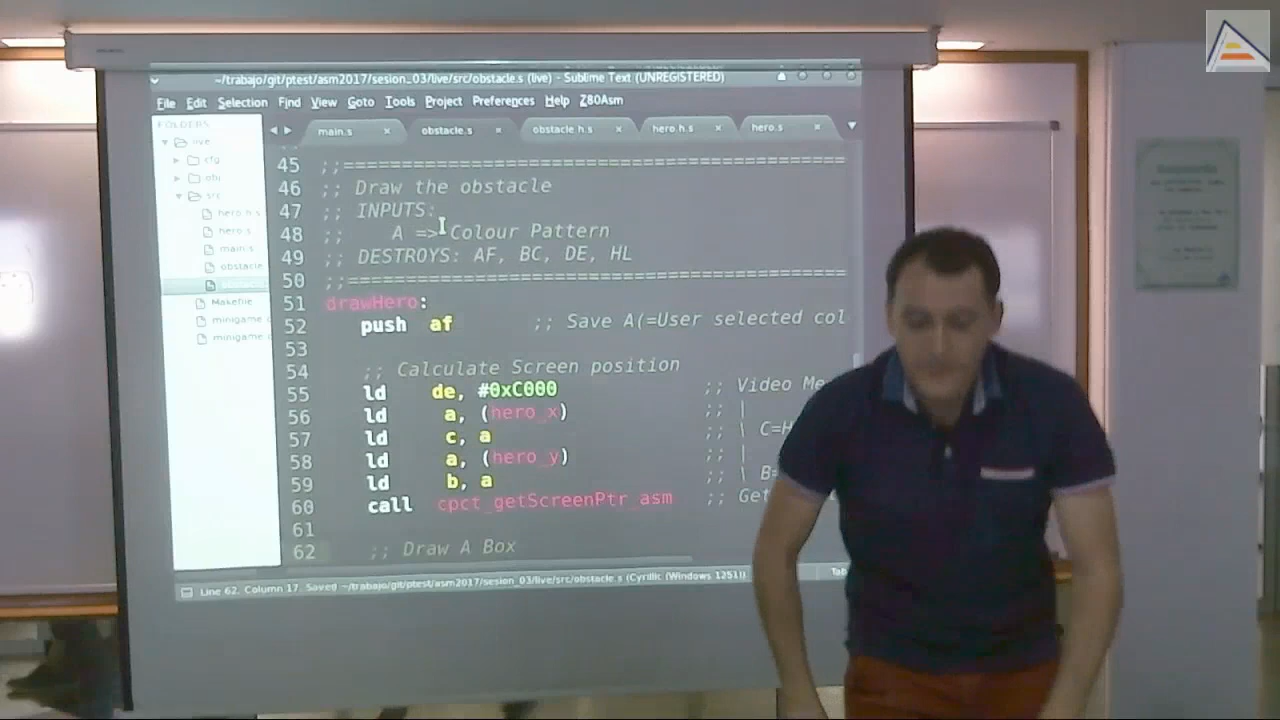 ~/trabajo/git/ptest/asm2017/sesion_03/live/src/obstacle.s (live) - Sublime Text (UNREGISTERED)
File Edit Selection Find View Goto Tools Project Preferences Help Z80Asm
FOLDERS
live
cfg
obj
src
hero.h.s
hero.s
main.s
obstacle
Makefile
minigame.
minigame.
main.s × obstacle.s × obstacle.h.s × hero.h.s × hero.s ×
45 ;;==========================================
46 ;; Draw the obstacle
47 ;; INPUTS:
48 ;; A => Colour Pattern
49 ;; DESTROYS: AF, BC, DE, HL
50 ;;==========================================
51 drawHero:
52 push af ;; Save A(=User selected col
53
54 ;; Calculate Screen position
55 ld de, #0xC000 ;; Video Me
56 ld a, (hero_x) ;; |
57 ld c, a ;; | C=H
58 ld a, (hero_y) ;; |
59 ld b, a ;; \ B=
60 call cpct_getScreenPtr_asm ;; Get
61
62 ;; Draw A Box
Line 62, Column 17. Saved ~/trabajo/git/ptest/asm2017/sesion_03/live/src/obstacle.s (Cyrillic (Windows 1251)) Tab